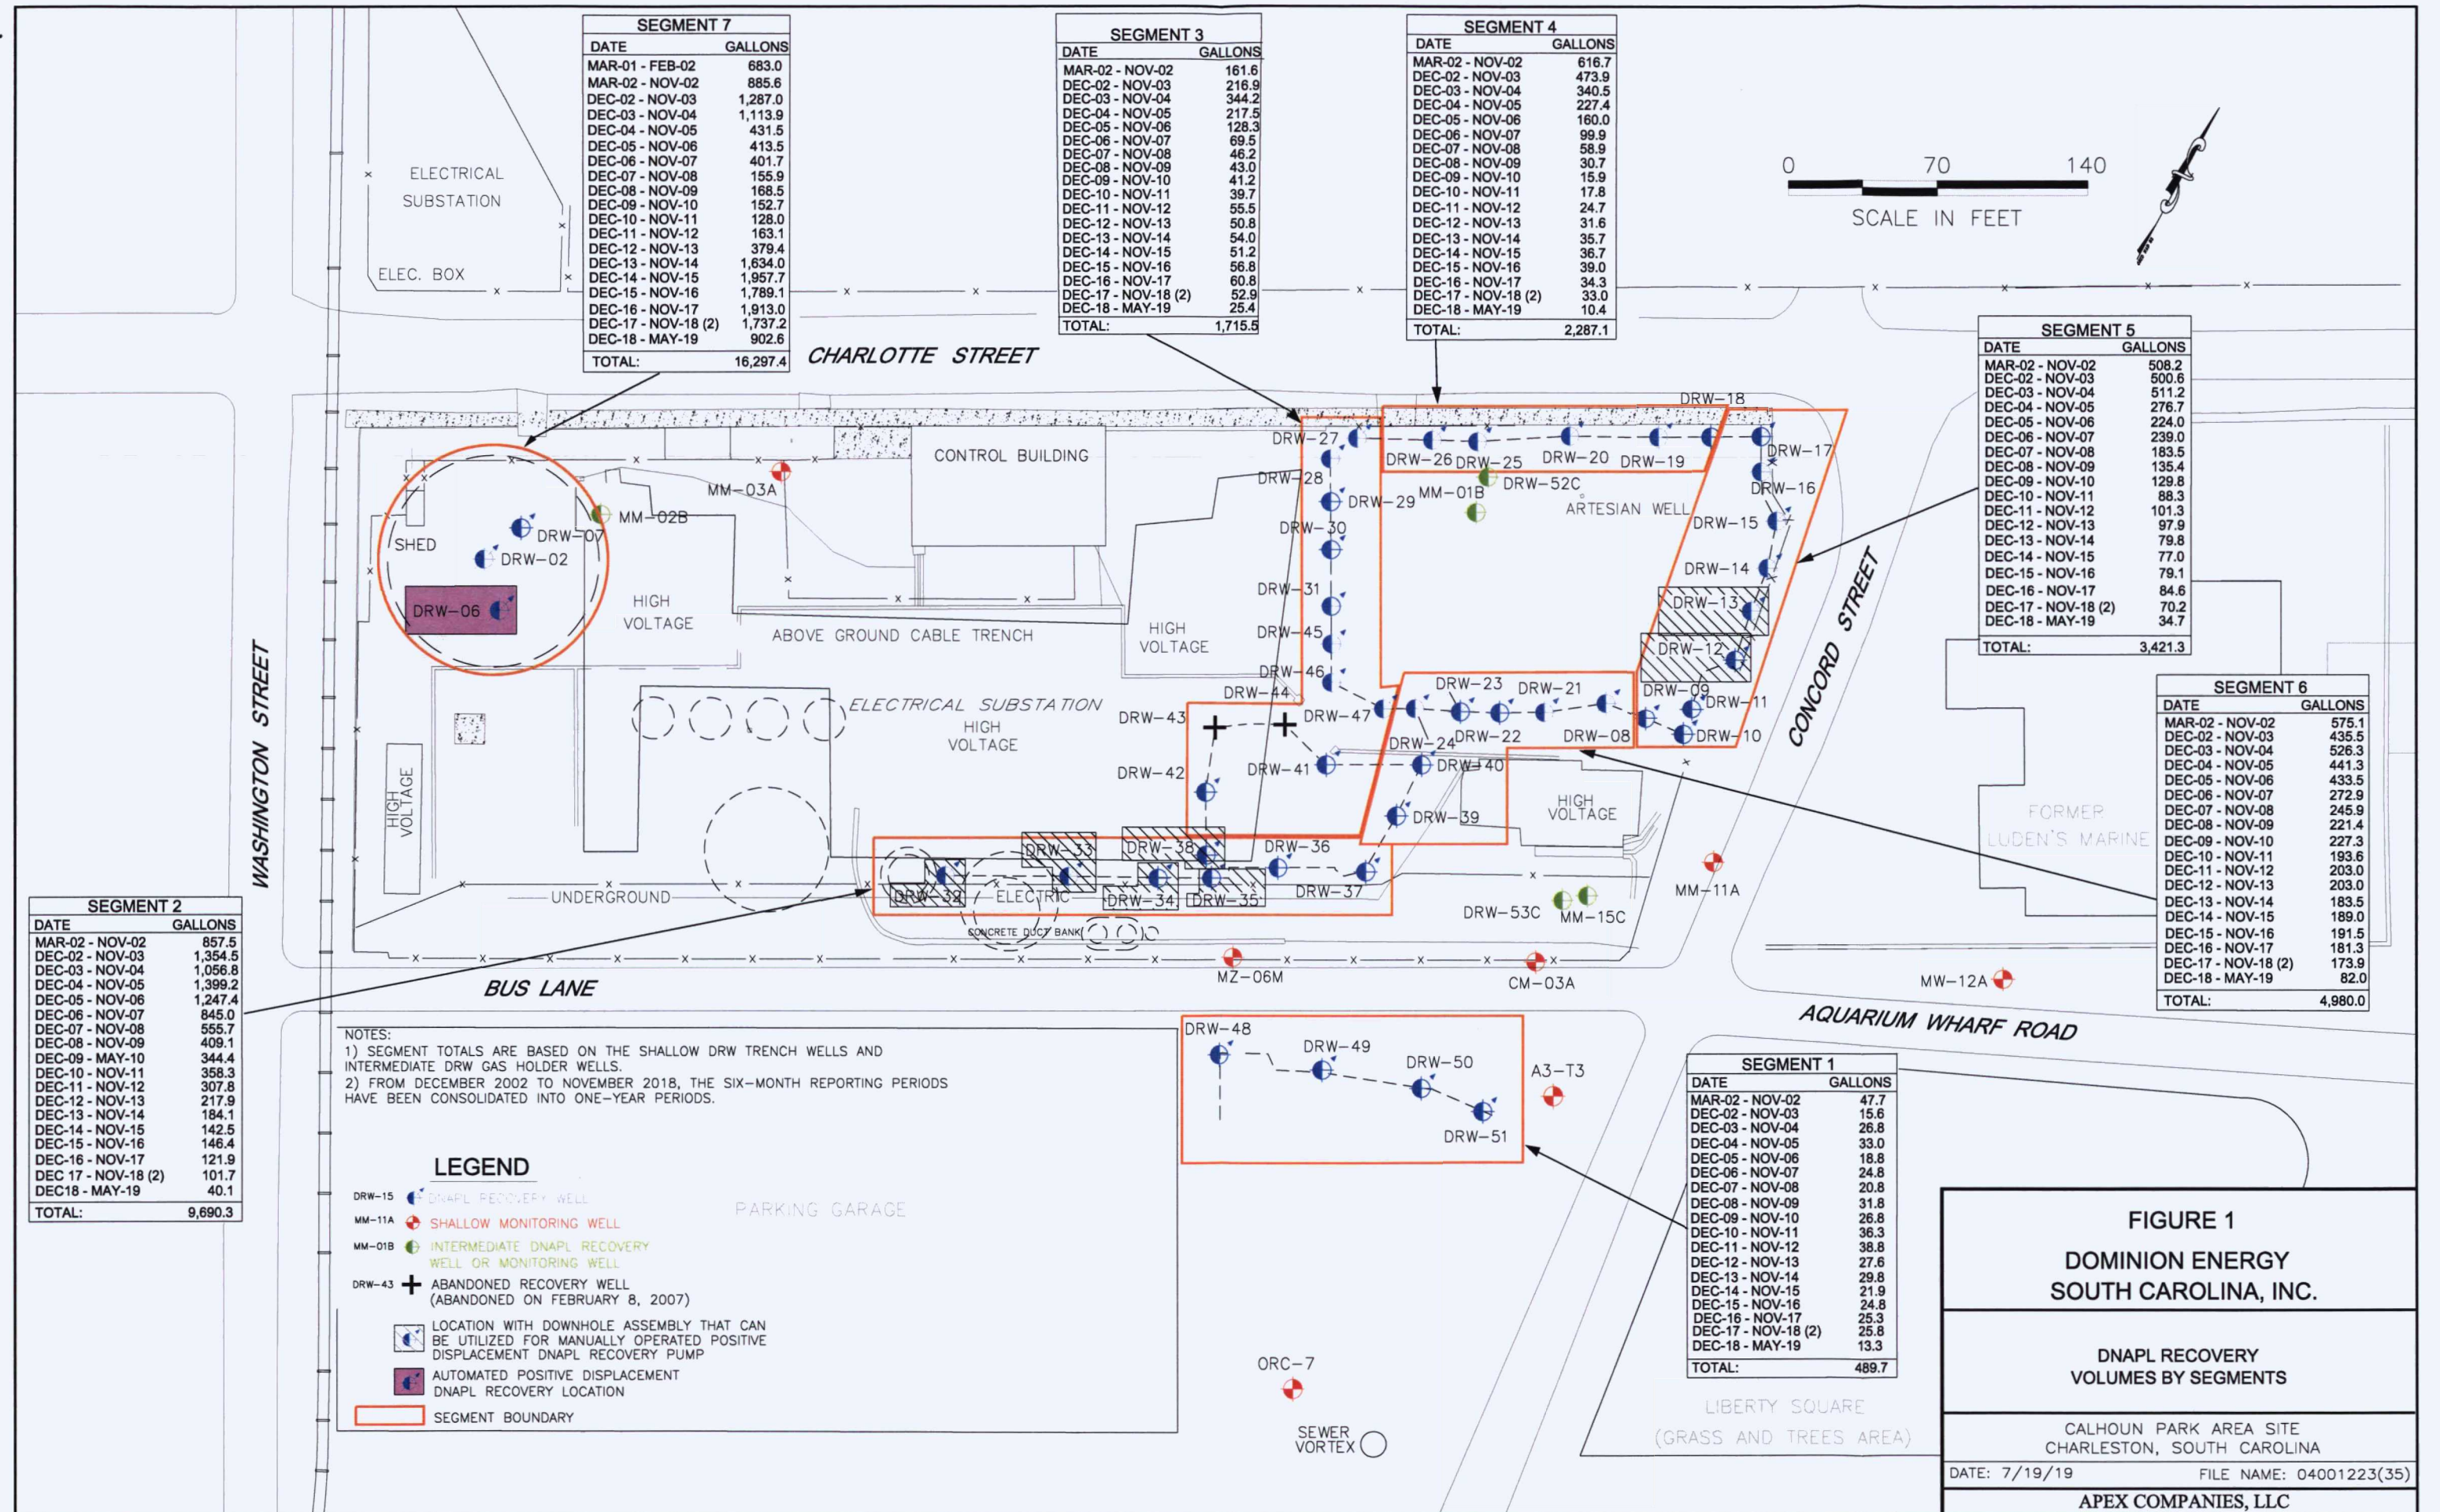 SEGMENT 7
DATE GALLONS
MAR-01 - FEB-02 683.0
MAR-02 - NOV-02 885.6
DEC-02 - NOV-03 1,287.0
DEC-03 - NOV-04 1,113.9
DEC-04 - NOV-05 431.5
DEC-05 - NOV-06 413.5
DEC-06 - NOV-07 401.7
DEC-07 - NOV-08 155.9
DEC-08 - NOV-09 168.5
DEC-09 - NOV-10 152.7
DEC-10 - NOV-11 128.0
DEC-11 - NOV-12 163.1
DEC-12 - NOV-13 379.4
DEC-13 - NOV-14 1,634.0
DEC-14 - NOV-15 1,957.7
DEC-15 - NOV-16 1,789.1
DEC-16 - NOV-17 1,913.0
DEC-17 - NOV-18 (2) 1,737.2
DEC-18 - MAY-19 902.6
TOTAL: 16,297.4
SEGMENT 3
DATE GALLONS
MAR-02 - NOV-02 161.6
DEC-02 - NOV-03 216.9
DEC-03 - NOV-04 344.2
DEC-04 - NOV-05 217.5
DEC-05 - NOV-06 128.3
DEC-06 - NOV-07 69.5
DEC-07 - NOV-08 46.2
DEC-08 - NOV-09 43.0
DEC-09 - NOV-10 41.2
DEC-10 - NOV-11 39.7
DEC-11 - NOV-12 55.5
DEC-12 - NOV-13 50.8
DEC-13 - NOV-14 54.0
DEC-14 - NOV-15 51.2
DEC-15 - NOV-16 56.8
DEC-16 - NOV-17 60.8
DEC-17 - NOV-18 (2) 52.9
DEC-18 - MAY-19 25.4
TOTAL: 1,715.5
SEGMENT 4
DATE GALLONS
MAR-02 - NOV-02 616.7
DEC-02 - NOV-03 473.9
DEC-03 - NOV-04 340.5
DEC-04 - NOV-05 227.4
DEC-05 - NOV-06 160.0
DEC-06 - NOV-07 99.9
DEC-07 - NOV-08 58.9
DEC-08 - NOV-09 30.7
DEC-09 - NOV-10 15.9
DEC-10 - NOV-11 17.8
DEC-11 - NOV-12 24.7
DEC-12 - NOV-13 31.6
DEC-13 - NOV-14 35.7
DEC-14 - NOV-15 36.7
DEC-15 - NOV-16 39.0
DEC-16 - NOV-17 34.3
DEC-17 - NOV-18 (2) 33.0
DEC-18 - MAY-19 10.4
TOTAL: 2,287.1
0 70 140
SCALE IN FEET
ELECTRICAL
SUBSTATION
ELEC. BOX
CHARLOTTE STREET
SEGMENT 5
DATE GALLONS
MAR-02 - NOV-02 508.2
DEC-02 - NOV-03 500.6
DEC-03 - NOV-04 511.2
DEC-04 - NOV-05 276.7
DEC-05 - NOV-06 224.0
DEC-06 - NOV-07 239.0
DEC-07 - NOV-08 183.5
DEC-08 - NOV-09 135.4
DEC-09 - NOV-10 129.8
DEC-10 - NOV-11 88.3
DEC-11 - NOV-12 101.3
DEC-12 - NOV-13 97.9
DEC-13 - NOV-14 79.8
DEC-14 - NOV-15 77.0
DEC-15 - NOV-16 79.1
DEC-16 - NOV-17 84.6
DEC-17 - NOV-18 (2) 70.2
DEC-18 - MAY-19 34.7
TOTAL: 3,421.3
DRW-18
DRW-27
DRW-26 DRW-25 DRW-20 DRW-19
DRW-17
CONTROL BUILDING
MM-03A
DRW-28
MM-01B DRW-52C
DRW-16
DRW-29
ARTESIAN WELL
MM-02B
DRW-07
DRW-30
DRW-15
SHED
DRW-02
DRW-14
DRW-31
DRW-06
HIGH
VOLTAGE
DRW-13
ABOVE GROUND CABLE TRENCH
HIGH
VOLTAGE
DRW-45
DRW-12
DRW-46
DRW-44
DRW-23 DRW-21
DRW-09
DRW-11
CONCORD STREET
WASHINGTON STREET
ELECTRICAL SUBSTATION
HIGH
VOLTAGE
DRW-43
DRW-47
DRW-24 DRW-22 DRW-08 DRW-10
DRW-42
DRW-41
DRW-40
HIGH
VOLTAGE
HIGH
VOLTAGE
DRW-39
FORMER
LUDEN'S MARINE
SEGMENT 6
DATE GALLONS
MAR-02 - NOV-02 575.1
DEC-02 - NOV-03 435.5
DEC-03 - NOV-04 526.3
DEC-04 - NOV-05 441.3
DEC-05 - NOV-06 433.5
DEC-06 - NOV-07 272.9
DEC-07 - NOV-08 245.9
DEC-08 - NOV-09 221.4
DEC-09 - NOV-10 227.3
DEC-10 - NOV-11 193.6
DEC-11 - NOV-12 203.0
DEC-12 - NOV-13 203.0
DEC-13 - NOV-14 183.5
DEC-14 - NOV-15 189.0
DEC-15 - NOV-16 191.5
DEC-16 - NOV-17 181.3
DEC-17 - NOV-18 (2) 173.9
DEC-18 - MAY-19 82.0
TOTAL: 4,980.0
DRW-33
DRW-38
DRW-36
DRW-37
MM-11A
UNDERGROUND
DRW-32
ELECTRIC
DRW-34
DRW-35
DRW-53C
MM-15C
CONCRETE DUCT BANK
MZ-06M
CM-03A
MW-12A
BUS LANE
AQUARIUM WHARF ROAD
SEGMENT 2
DATE GALLONS
MAR-02 - NOV-02 857.5
DEC-02 - NOV-03 1,354.5
DEC-03 - NOV-04 1,056.8
DEC-04 - NOV-05 1,399.2
DEC-05 - NOV-06 1,247.4
DEC-06 - NOV-07 845.0
DEC-07 - NOV-08 555.7
DEC-08 - NOV-09 409.1
DEC-09 - MAY-10 344.4
DEC-10 - NOV-11 358.3
DEC-11 - NOV-12 307.8
DEC-12 - NOV-13 217.9
DEC-13 - NOV-14 184.1
DEC-14 - NOV-15 142.5
DEC-15 - NOV-16 146.4
DEC-16 - NOV-17 121.9
DEC 17 - NOV-18 (2) 101.7
DEC18 - MAY-19 40.1
TOTAL: 9,690.3
NOTES:
1) SEGMENT TOTALS ARE BASED ON THE SHALLOW DRW TRENCH WELLS AND
INTERMEDIATE DRW GAS HOLDER WELLS.
2) FROM DECEMBER 2002 TO NOVEMBER 2018, THE SIX-MONTH REPORTING PERIODS
HAVE BEEN CONSOLIDATED INTO ONE-YEAR PERIODS.
DRW-48
DRW-49
DRW-50
DRW-51
A3-T3
SEGMENT 1
DATE GALLONS
MAR-02 - NOV-02 47.7
DEC-02 - NOV-03 15.6
DEC-03 - NOV-04 26.8
DEC-04 - NOV-05 33.0
DEC-05 - NOV-06 18.8
DEC-06 - NOV-07 24.8
DEC-07 - NOV-08 20.8
DEC-08 - NOV-09 31.8
DEC-09 - NOV-10 26.8
DEC-10 - NOV-11 36.3
DEC-11 - NOV-12 38.8
DEC-12 - NOV-13 27.6
DEC-13 - NOV-14 29.8
DEC-14 - NOV-15 21.9
DEC-15 - NOV-16 24.8
DEC-16 - NOV-17 25.3
DEC-17 - NOV-18 (2) 25.8
DEC-18 - MAY-19 13.3
TOTAL: 489.7
LEGEND
DRW-15 DNAPL RECOVERY WELL
MM-11A SHALLOW MONITORING WELL
MM-01B INTERMEDIATE DNAPL RECOVERY
WELL OR MONITORING WELL
DRW-43 ABANDONED RECOVERY WELL
(ABANDONED ON FEBRUARY 8, 2007)
LOCATION WITH DOWNHOLE ASSEMBLY THAT CAN
BE UTILIZED FOR MANUALLY OPERATED POSITIVE
DISPLACEMENT DNAPL RECOVERY PUMP
AUTOMATED POSITIVE DISPLACEMENT
DNAPL RECOVERY LOCATION
SEGMENT BOUNDARY
PARKING GARAGE
ORC-7
SEWER
VORTEX
LIBERTY SQUARE
(GRASS AND TREES AREA)
FIGURE 1
DOMINION ENERGY
SOUTH CAROLINA, INC.
DNAPL RECOVERY
VOLUMES BY SEGMENTS
CALHOUN PARK AREA SITE
CHARLESTON, SOUTH CAROLINA
DATE: 7/19/19 FILE NAME: 04001223(35)
APEX COMPANIES, LLC